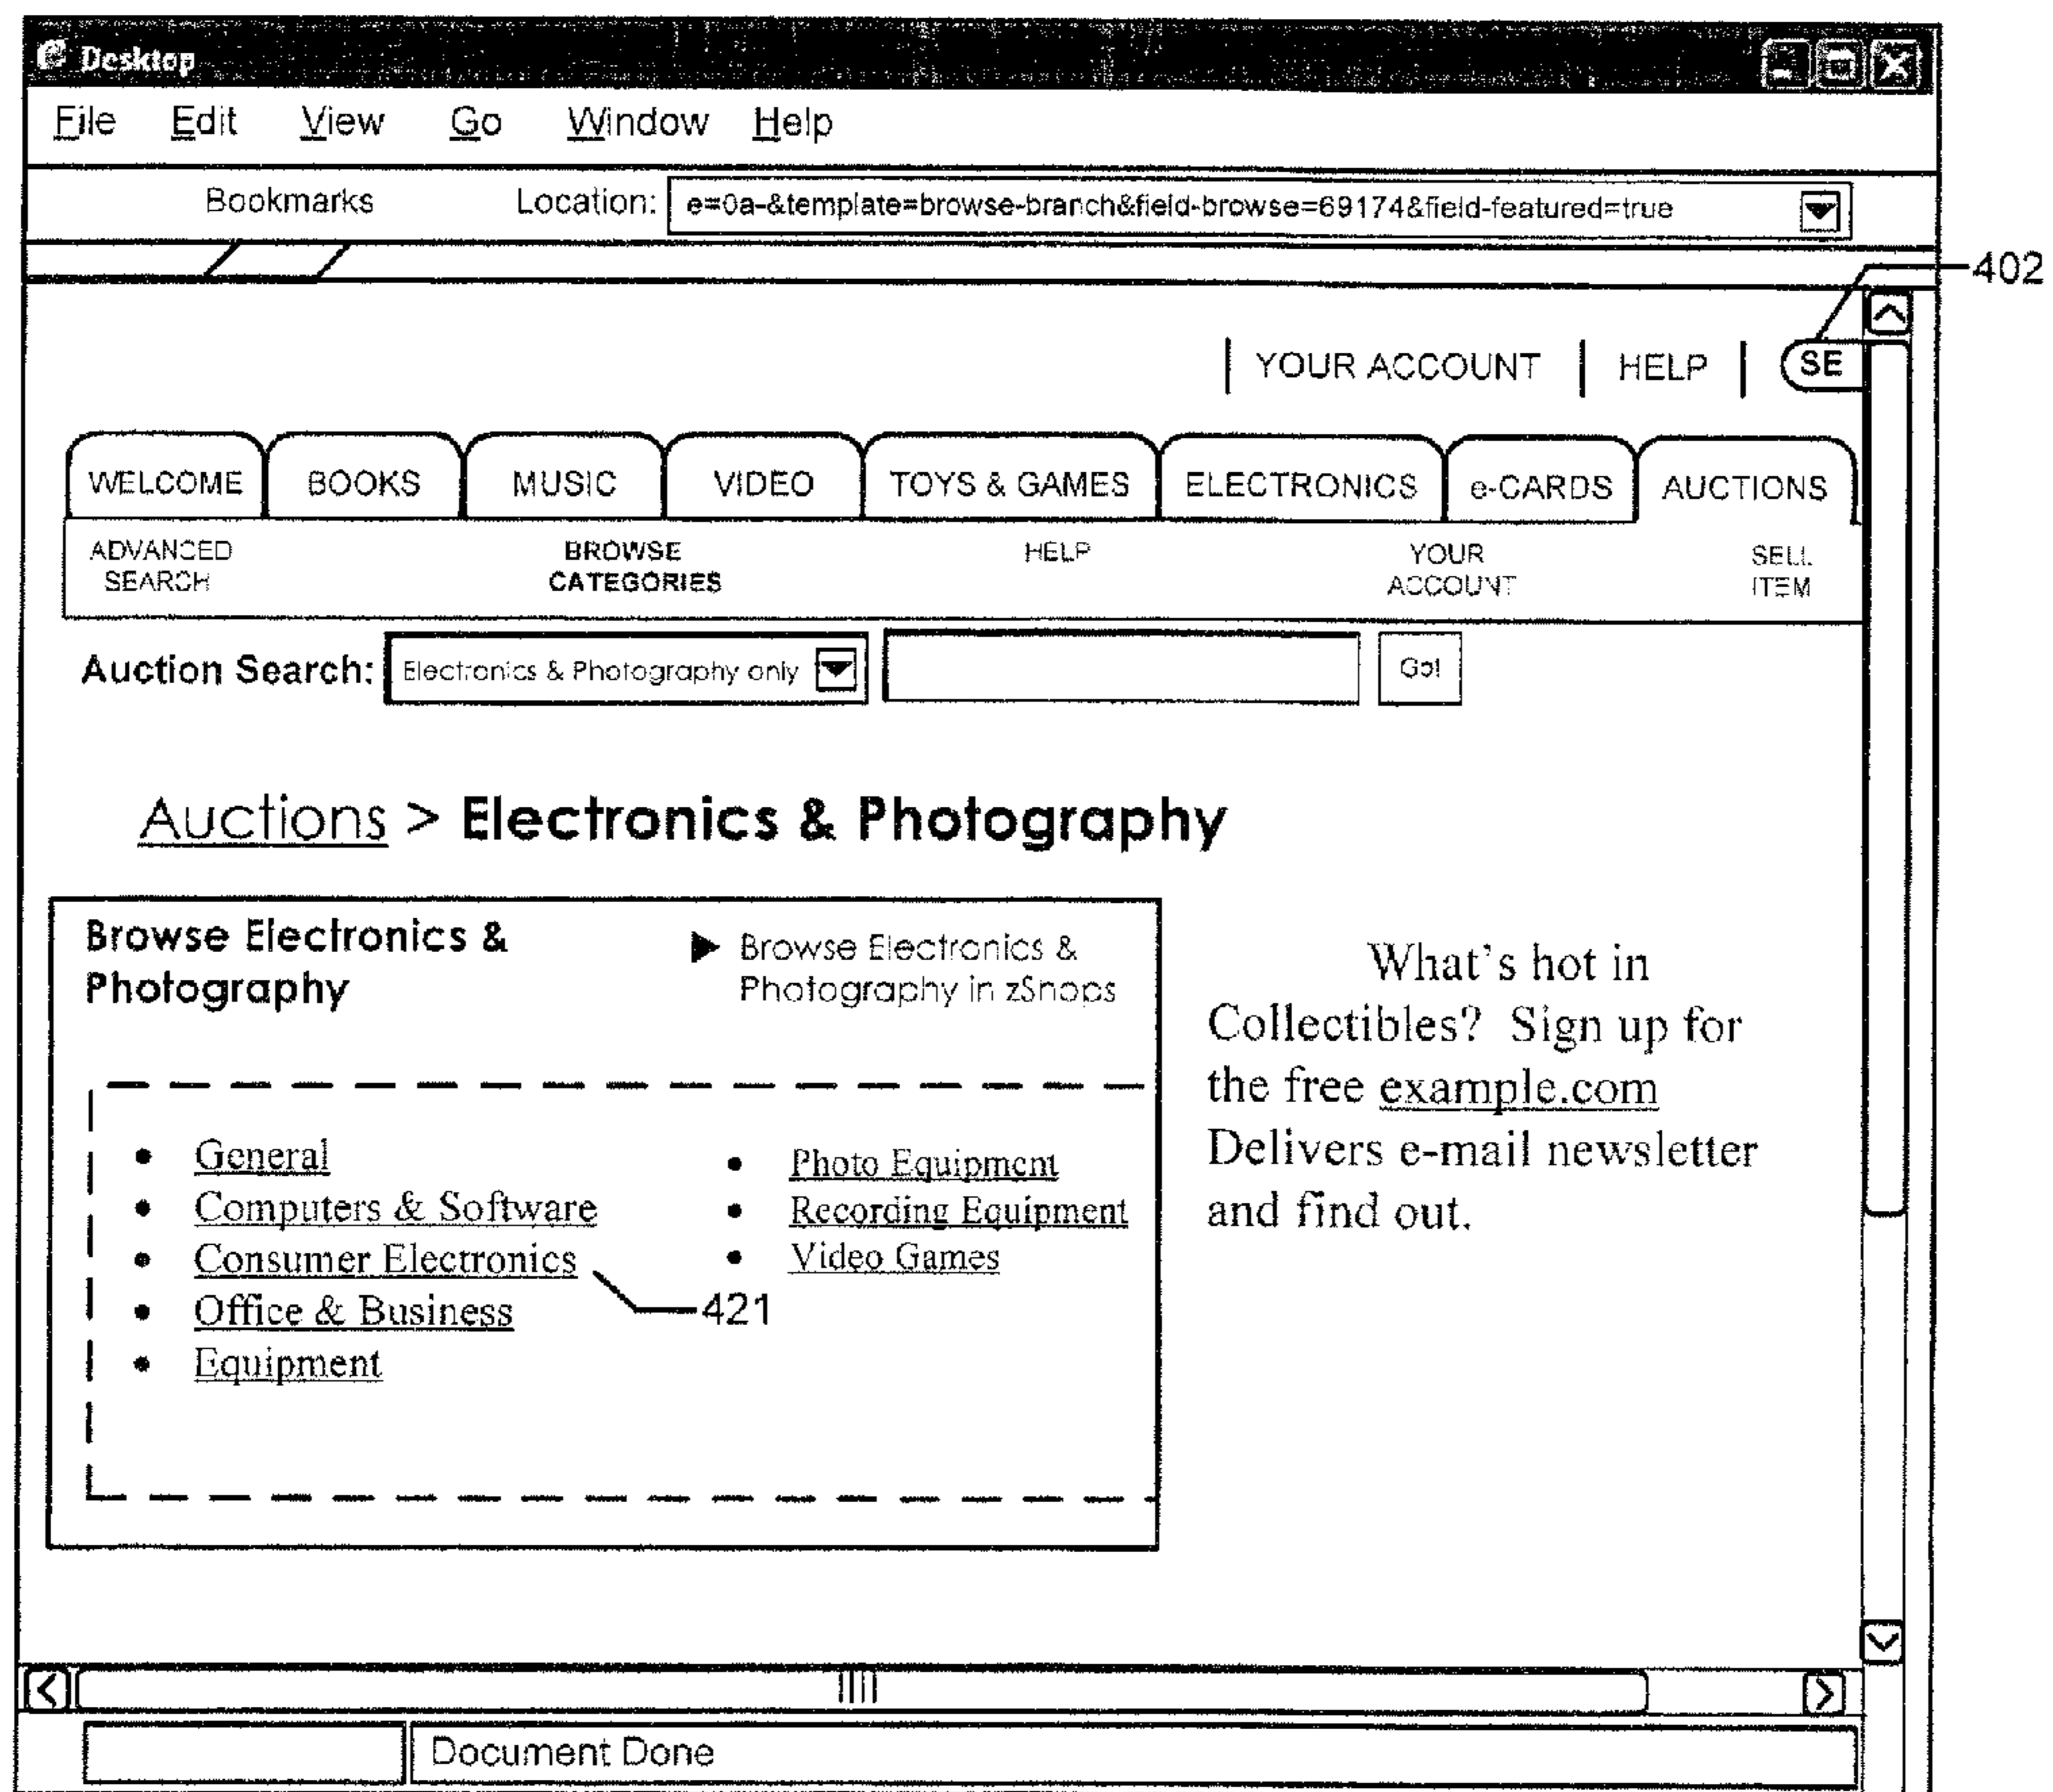 Desktop
File Edit View Go Window Help
Bookmarks Location: e=0a-&template=browse-branch&field-browse=69174&field-featured=true
402
YOUR ACCOUNT | HELP | SE
WELCOME BOOKS MUSIC VIDEO TOYS & GAMES ELECTRONICS e-CARDS AUCTIONS
ADVANCED SEARCH BROWSE CATEGORIES HELP YOUR ACCOUNT SELL ITEM
Auction Search: Electronics & Photography only Go!
Auctions > Electronics & Photography
Browse Electronics &
Photography
Browse Electronics &
Photography in zSnops
General
Computers & Software
Consumer Electronics
421
Office & Business
Equipment
Photo Equipment
Recording Equipment
Video Games
What's hot in
Collectibles? Sign up for
the free example.com
Delivers e-mail newsletter
and find out.
Document Done